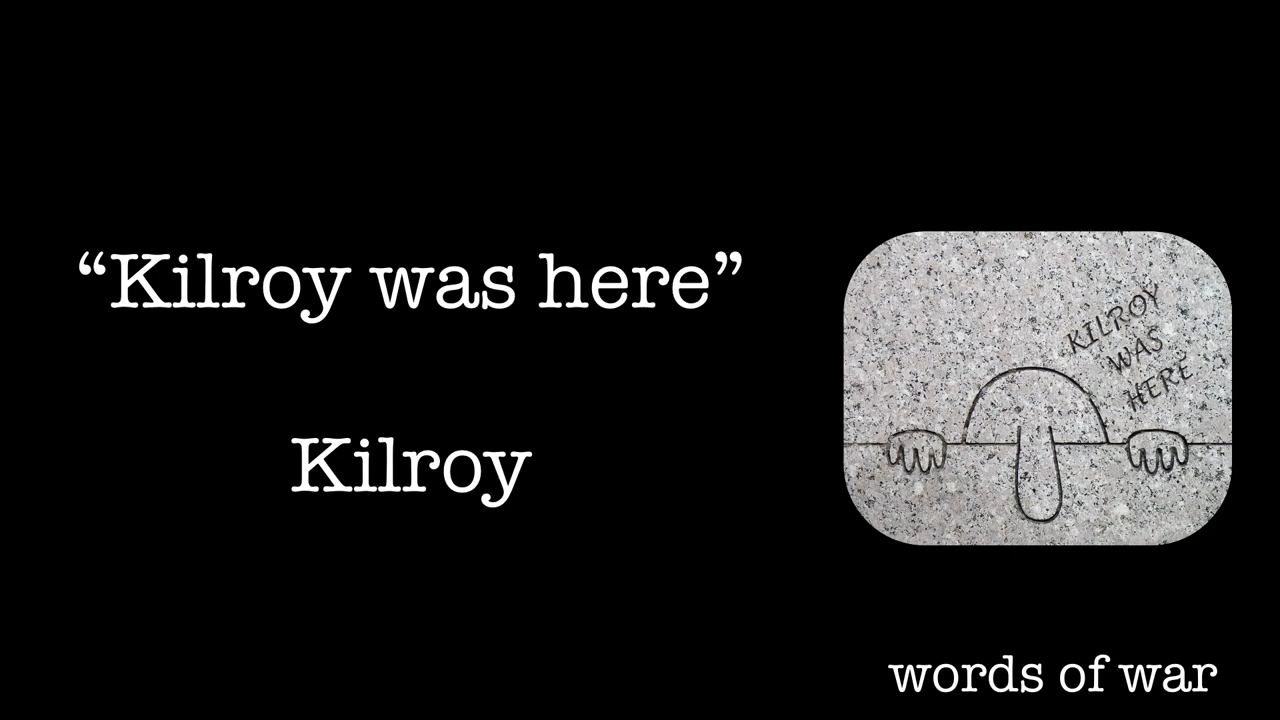 “Kilroy was here”
Kilroy
KILROY
WAS
HERE
words of war